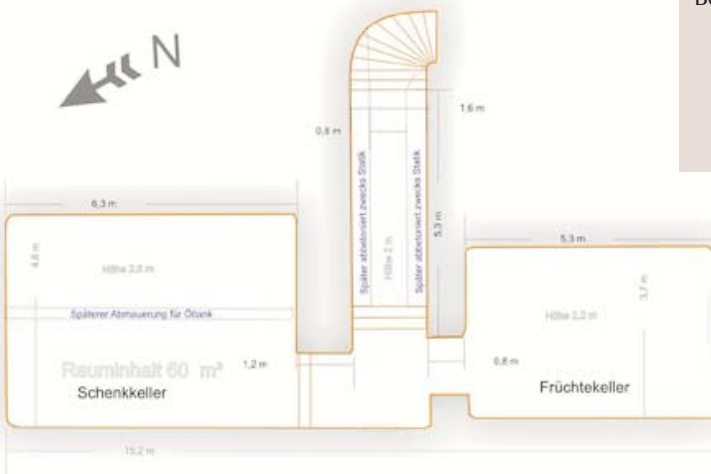 N
0,8 m
1,6 m
6,3 m
5,3 m
5,3 m
4,8 m
Höhe 2,8 m
Später abbetoniert zwecks Statik
Höhe 2 m
Später abbetoniert zwecks Statik
Späterer Abmauerung für Öltank
Höhe 2,2 m
3,7 m
Rauminhalt 60 m³
Schenkkeller
1,2 m
0,8 m
Früchtekeller
15,2 m